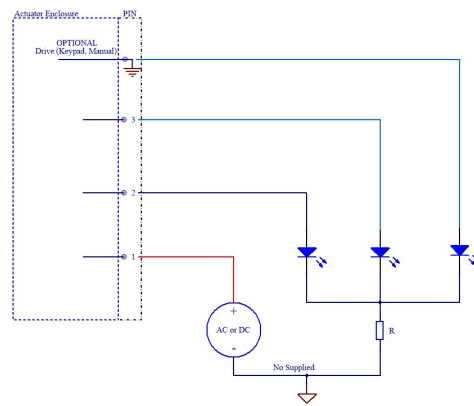 Actuator Enclosure
PIN
OPTIONAL
Drive (Keypad, Manual)
3
2
1
+
AC or DC
-
R
No Supplied